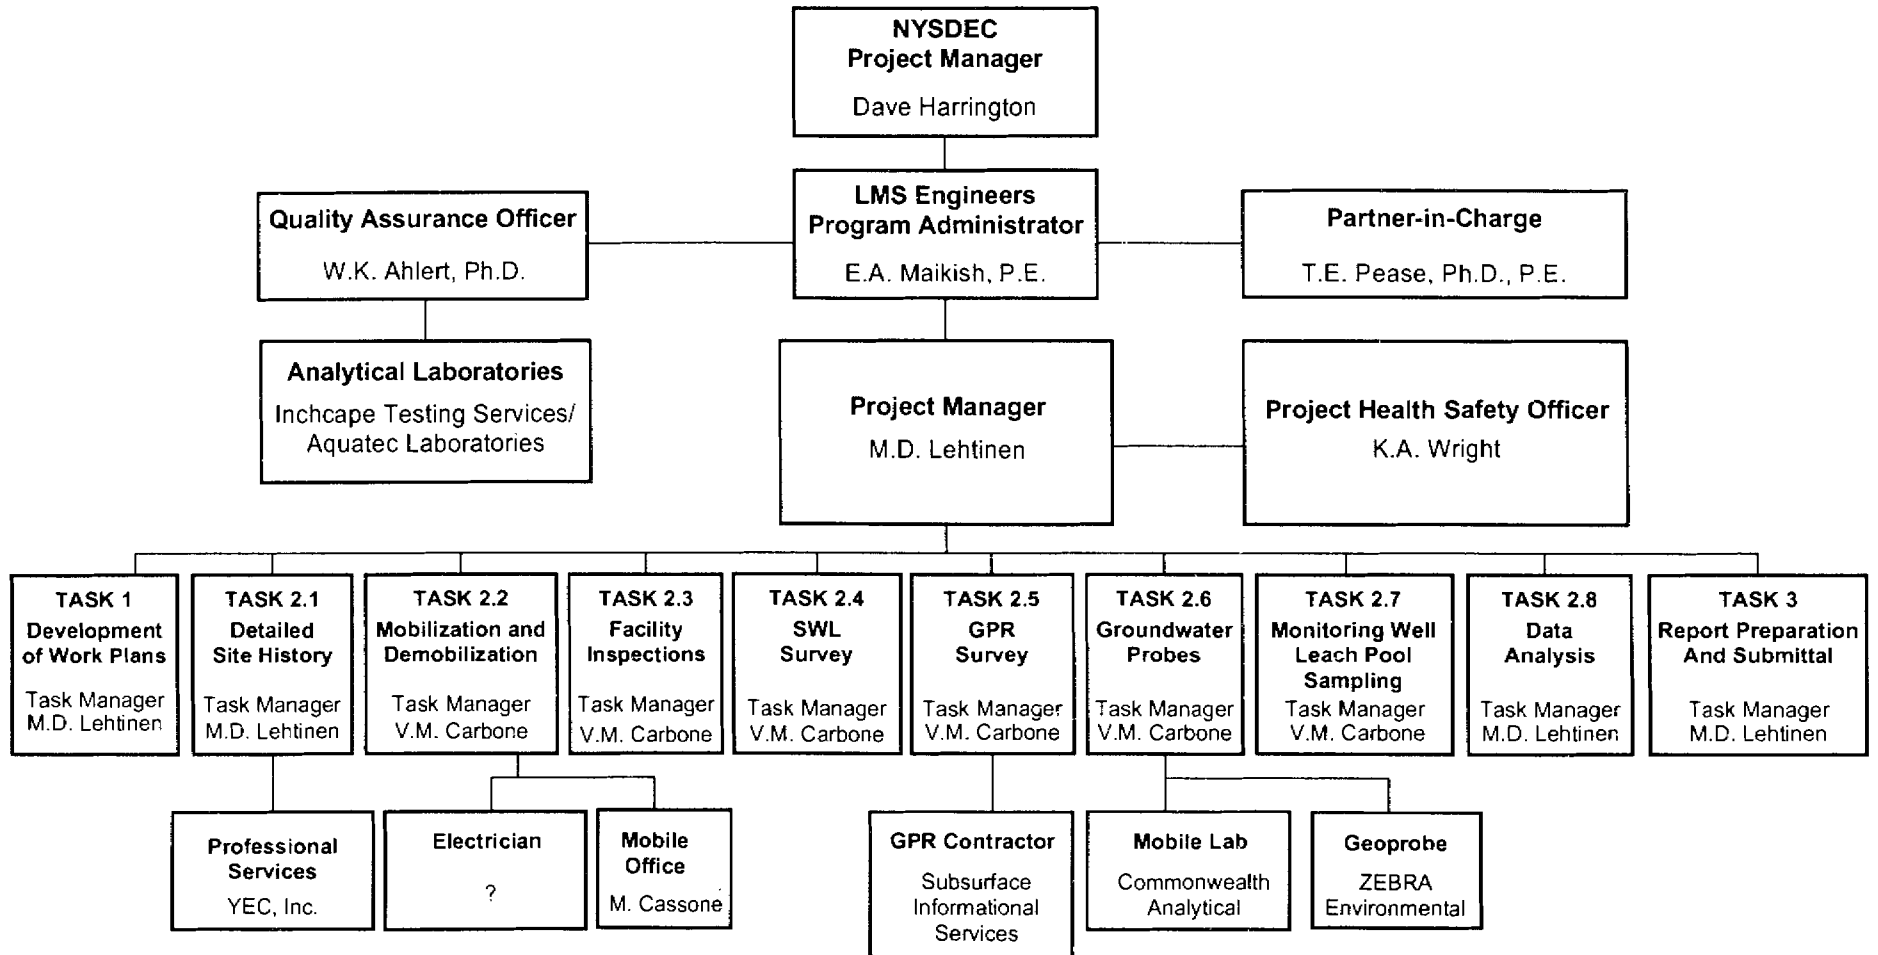 NYSDEC
Project Manager
Dave Harrington
LMS Engineers
Program Administrator
E.A. Maikish, P.E.
Quality Assurance Officer
W.K. Ahlert, Ph.D.
Partner-in-Charge
T.E. Pease, Ph.D., P.E.
Analytical Laboratories
Inchcape Testing Services/
Aquatec Laboratories
Project Manager
M.D. Lehtinen
Project Health Safety Officer
K.A. Wright
TASK 1
Development
of Work Plans
Task Manager
M.D. Lehtinen
TASK 2.1
Detailed
Site History
Task Manager
M.D. Lehtinen
TASK 2.2
Mobilization and
Demobilization
Task Manager
V.M. Carbone
TASK 2.3
Facility
Inspections
Task Manager
V.M. Carbone
TASK 2.4
SWL
Survey
Task Manager
V.M. Carbone
TASK 2.5
GPR
Survey
Task Manager
V.M. Carbone
TASK 2.6
Groundwater
Probes
Task Manager
V.M. Carbone
TASK 2.7
Monitoring Well
Leach Pool
Sampling
Task Manager
V.M. Carbone
TASK 2.8
Data
Analysis
Task Manager
M.D. Lehtinen
TASK 3
Report Preparation
And Submittal
Task Manager
M.D. Lehtinen
Professional
Services
YEC, Inc.
Electrician
?
Mobile
Office
M. Cassone
GPR Contractor
Subsurface
Informational
Services
Mobile Lab
Commonwealth
Analytical
Geoprobe
ZEBRA
Environmental